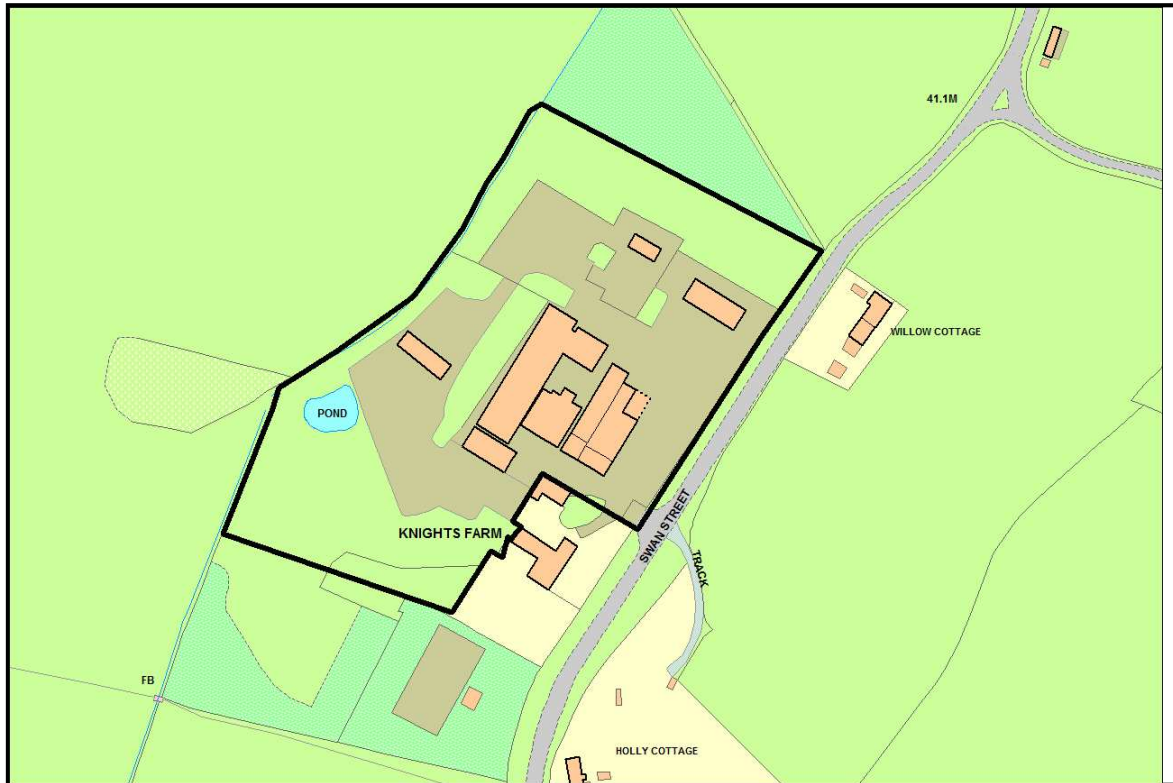 41.1M
WILLOW COTTAGE
POND
SWAN STREET
KNIGHTS FARM
TRACK
FB
HOLLY COTTAGE